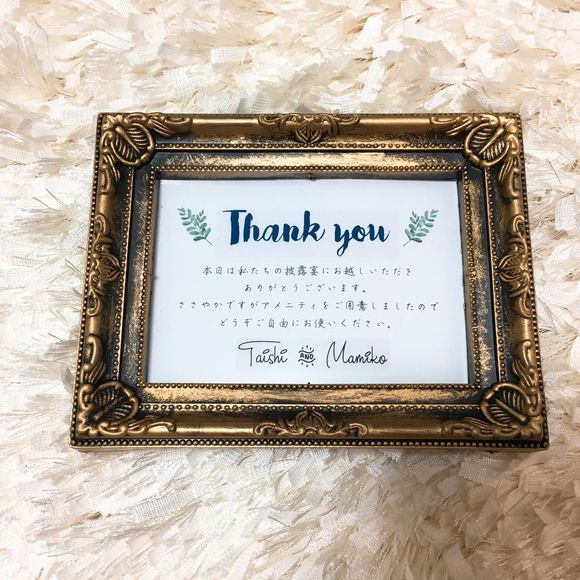 Thank you
本日は私たちの披露宴にお越しいただき
ありがとうございます。
ささやかですがアメニティをご用意しましたので
どうぞご自由にお使いください。
Taishi AND Mamiko